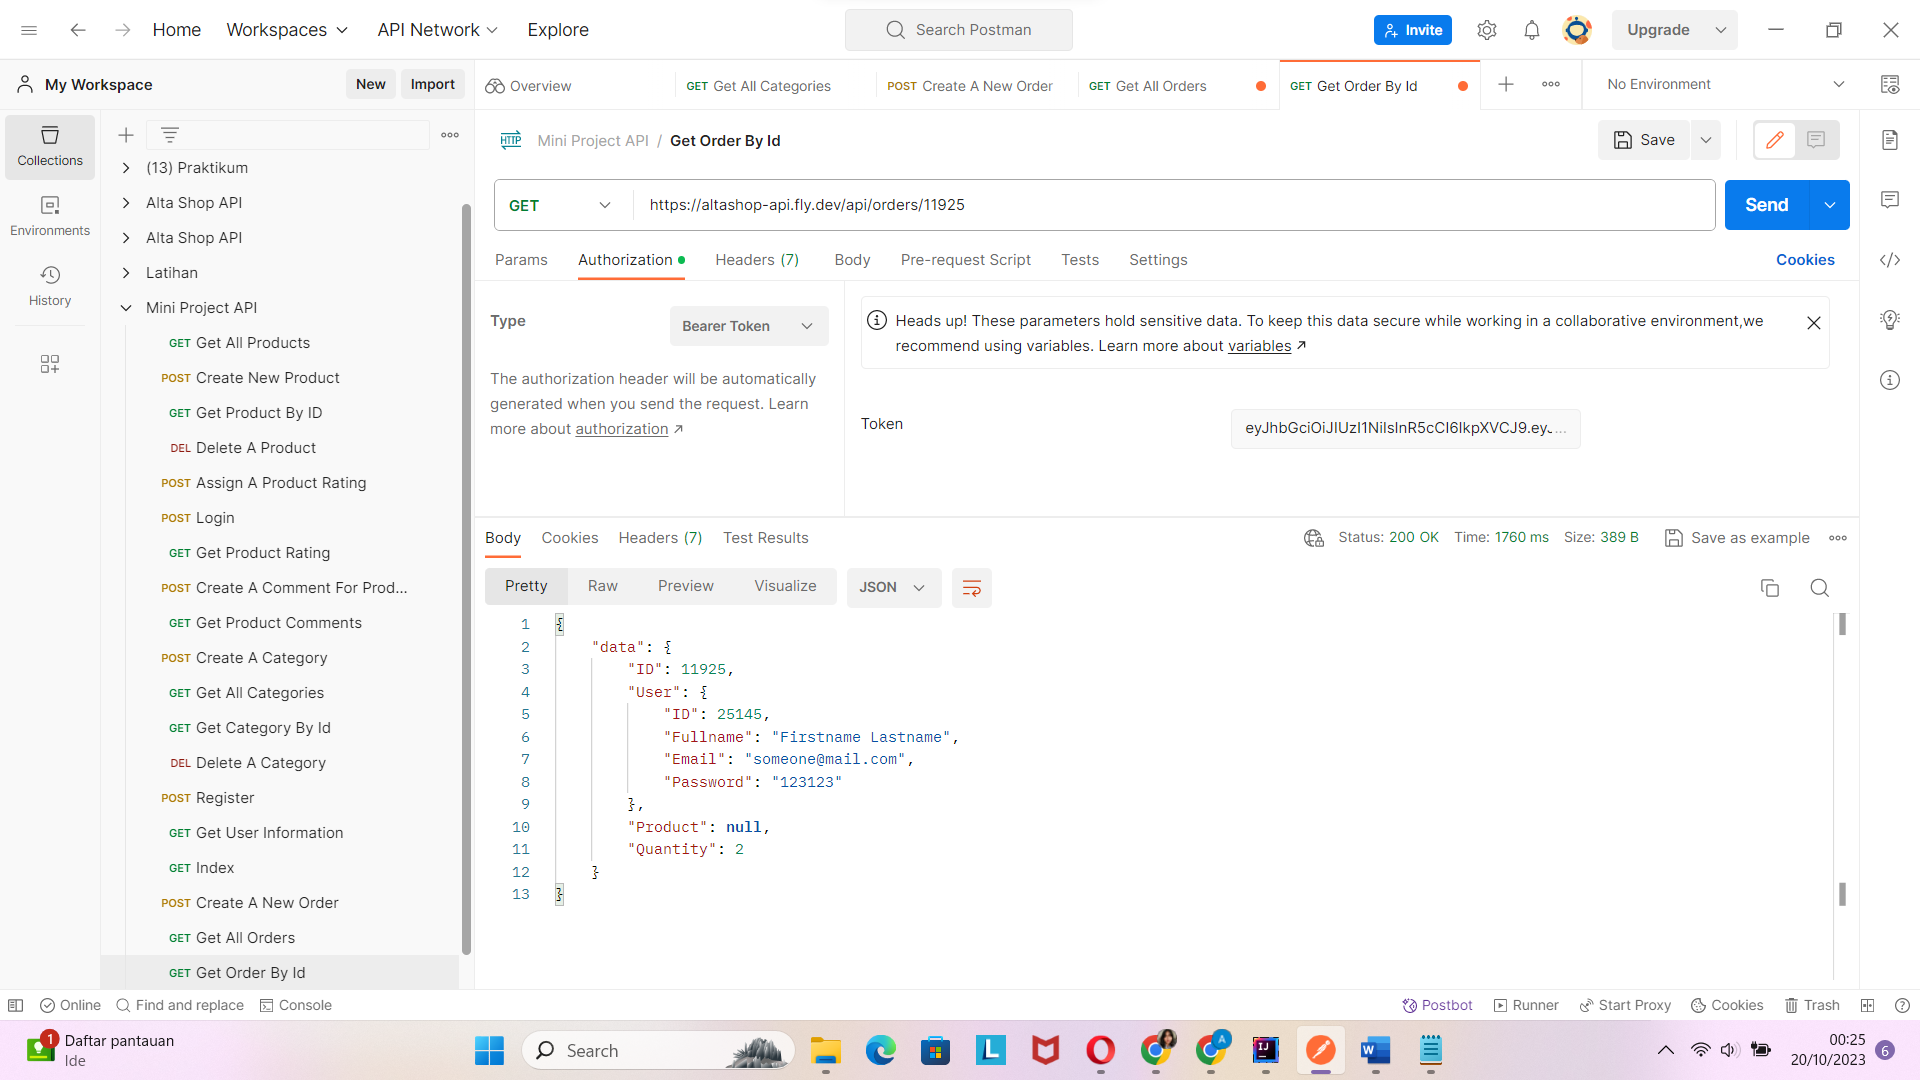 Home Workspaces API Network Explore Search Postman Invite Upgrade
My Workspace New Import Overview GET Get All Categories POST Create A New Order GET Get All Orders GET Get Order By Id No Environment
Collections
Environments
History
(13) Praktikum
Alta Shop API
Alta Shop API
Latihan
Mini Project API
GET Get All Products
POST Create New Product
GET Get Product By ID
DEL Delete A Product
POST Assign A Product Rating
POST Login
GET Get Product Rating
POST Create A Comment For Prod...
GET Get Product Comments
POST Create A Category
GET Get All Categories
GET Get Category By Id
DEL Delete A Category
POST Register
GET Get User Information
GET Index
POST Create A New Order
GET Get All Orders
GET Get Order By Id
HTTP Mini Project API / Get Order By Id Save
GET https://altashop-api.fly.dev/api/orders/11925 Send
Params Authorization Headers (7) Body Pre-request Script Tests Settings Cookies
Type Bearer Token
The authorization header will be automatically
generated when you send the request. Learn
more about authorization ↗
Heads up! These parameters hold sensitive data. To keep this data secure while working in a collaborative environment,we
recommend using variables. Learn more about variables ↗
Token eyJhbGciOiJIUzI1NiIsInR5cCI6IkpXVCJ9.eyJ...
Body Cookies Headers (7) Test Results Status: 200 OK Time: 1760 ms Size: 389 B Save as example
Pretty Raw Preview Visualize JSON
1 {
2 "data": {
3 "ID": 11925,
4 "User": {
5 "ID": 25145,
6 "Fullname": "Firstname Lastname",
7 "Email": "someone@mail.com",
8 "Password": "123123"
9 },
10 "Product": null,
11 "Quantity": 2
12 }
13 }
Online Find and replace Console Postbot Runner Start Proxy Cookies Trash
1 Daftar pantauan
Ide
Search
00:25
20/10/2023 6